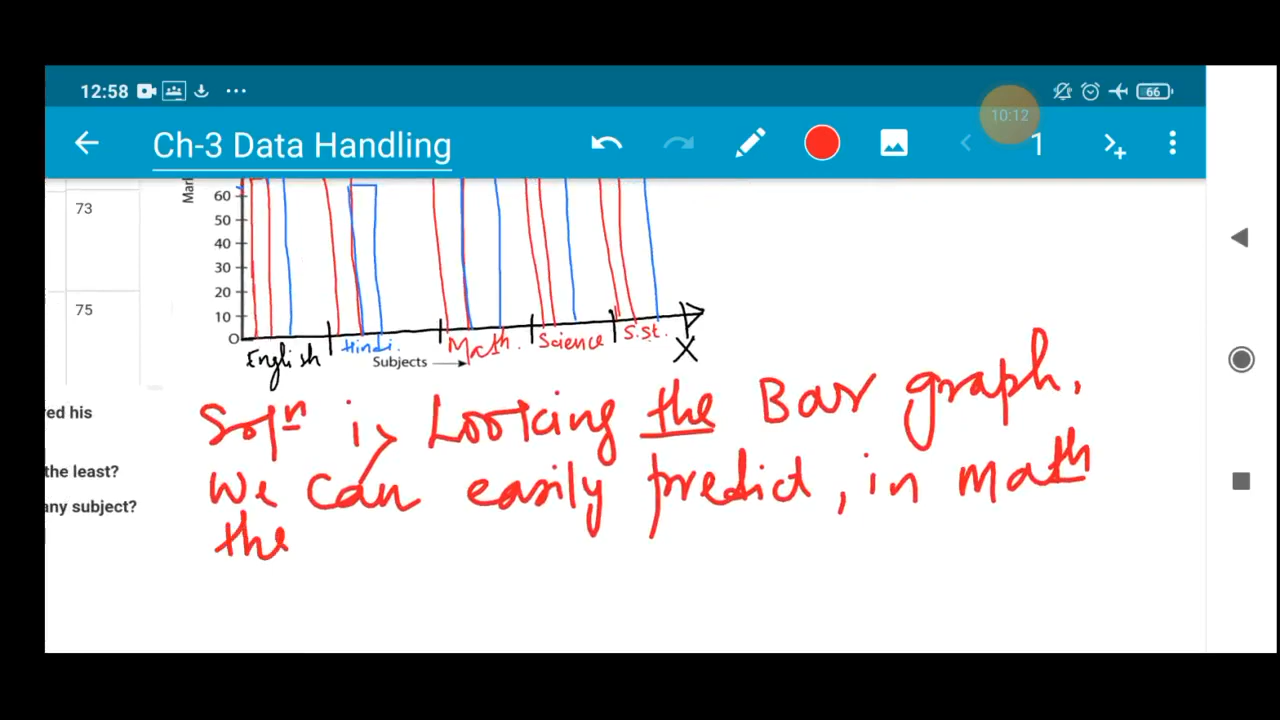 12:58 ... 66
10:12
Ch-3 Data Handling 1
73
75
60
50
40
30
20
10
0
English Hindi. Math. Science S.St.
Subjects
X
ed his
the least?
any subject?
Solⁿ i> Looking the Bar graph,
we can easily predict, in math
the